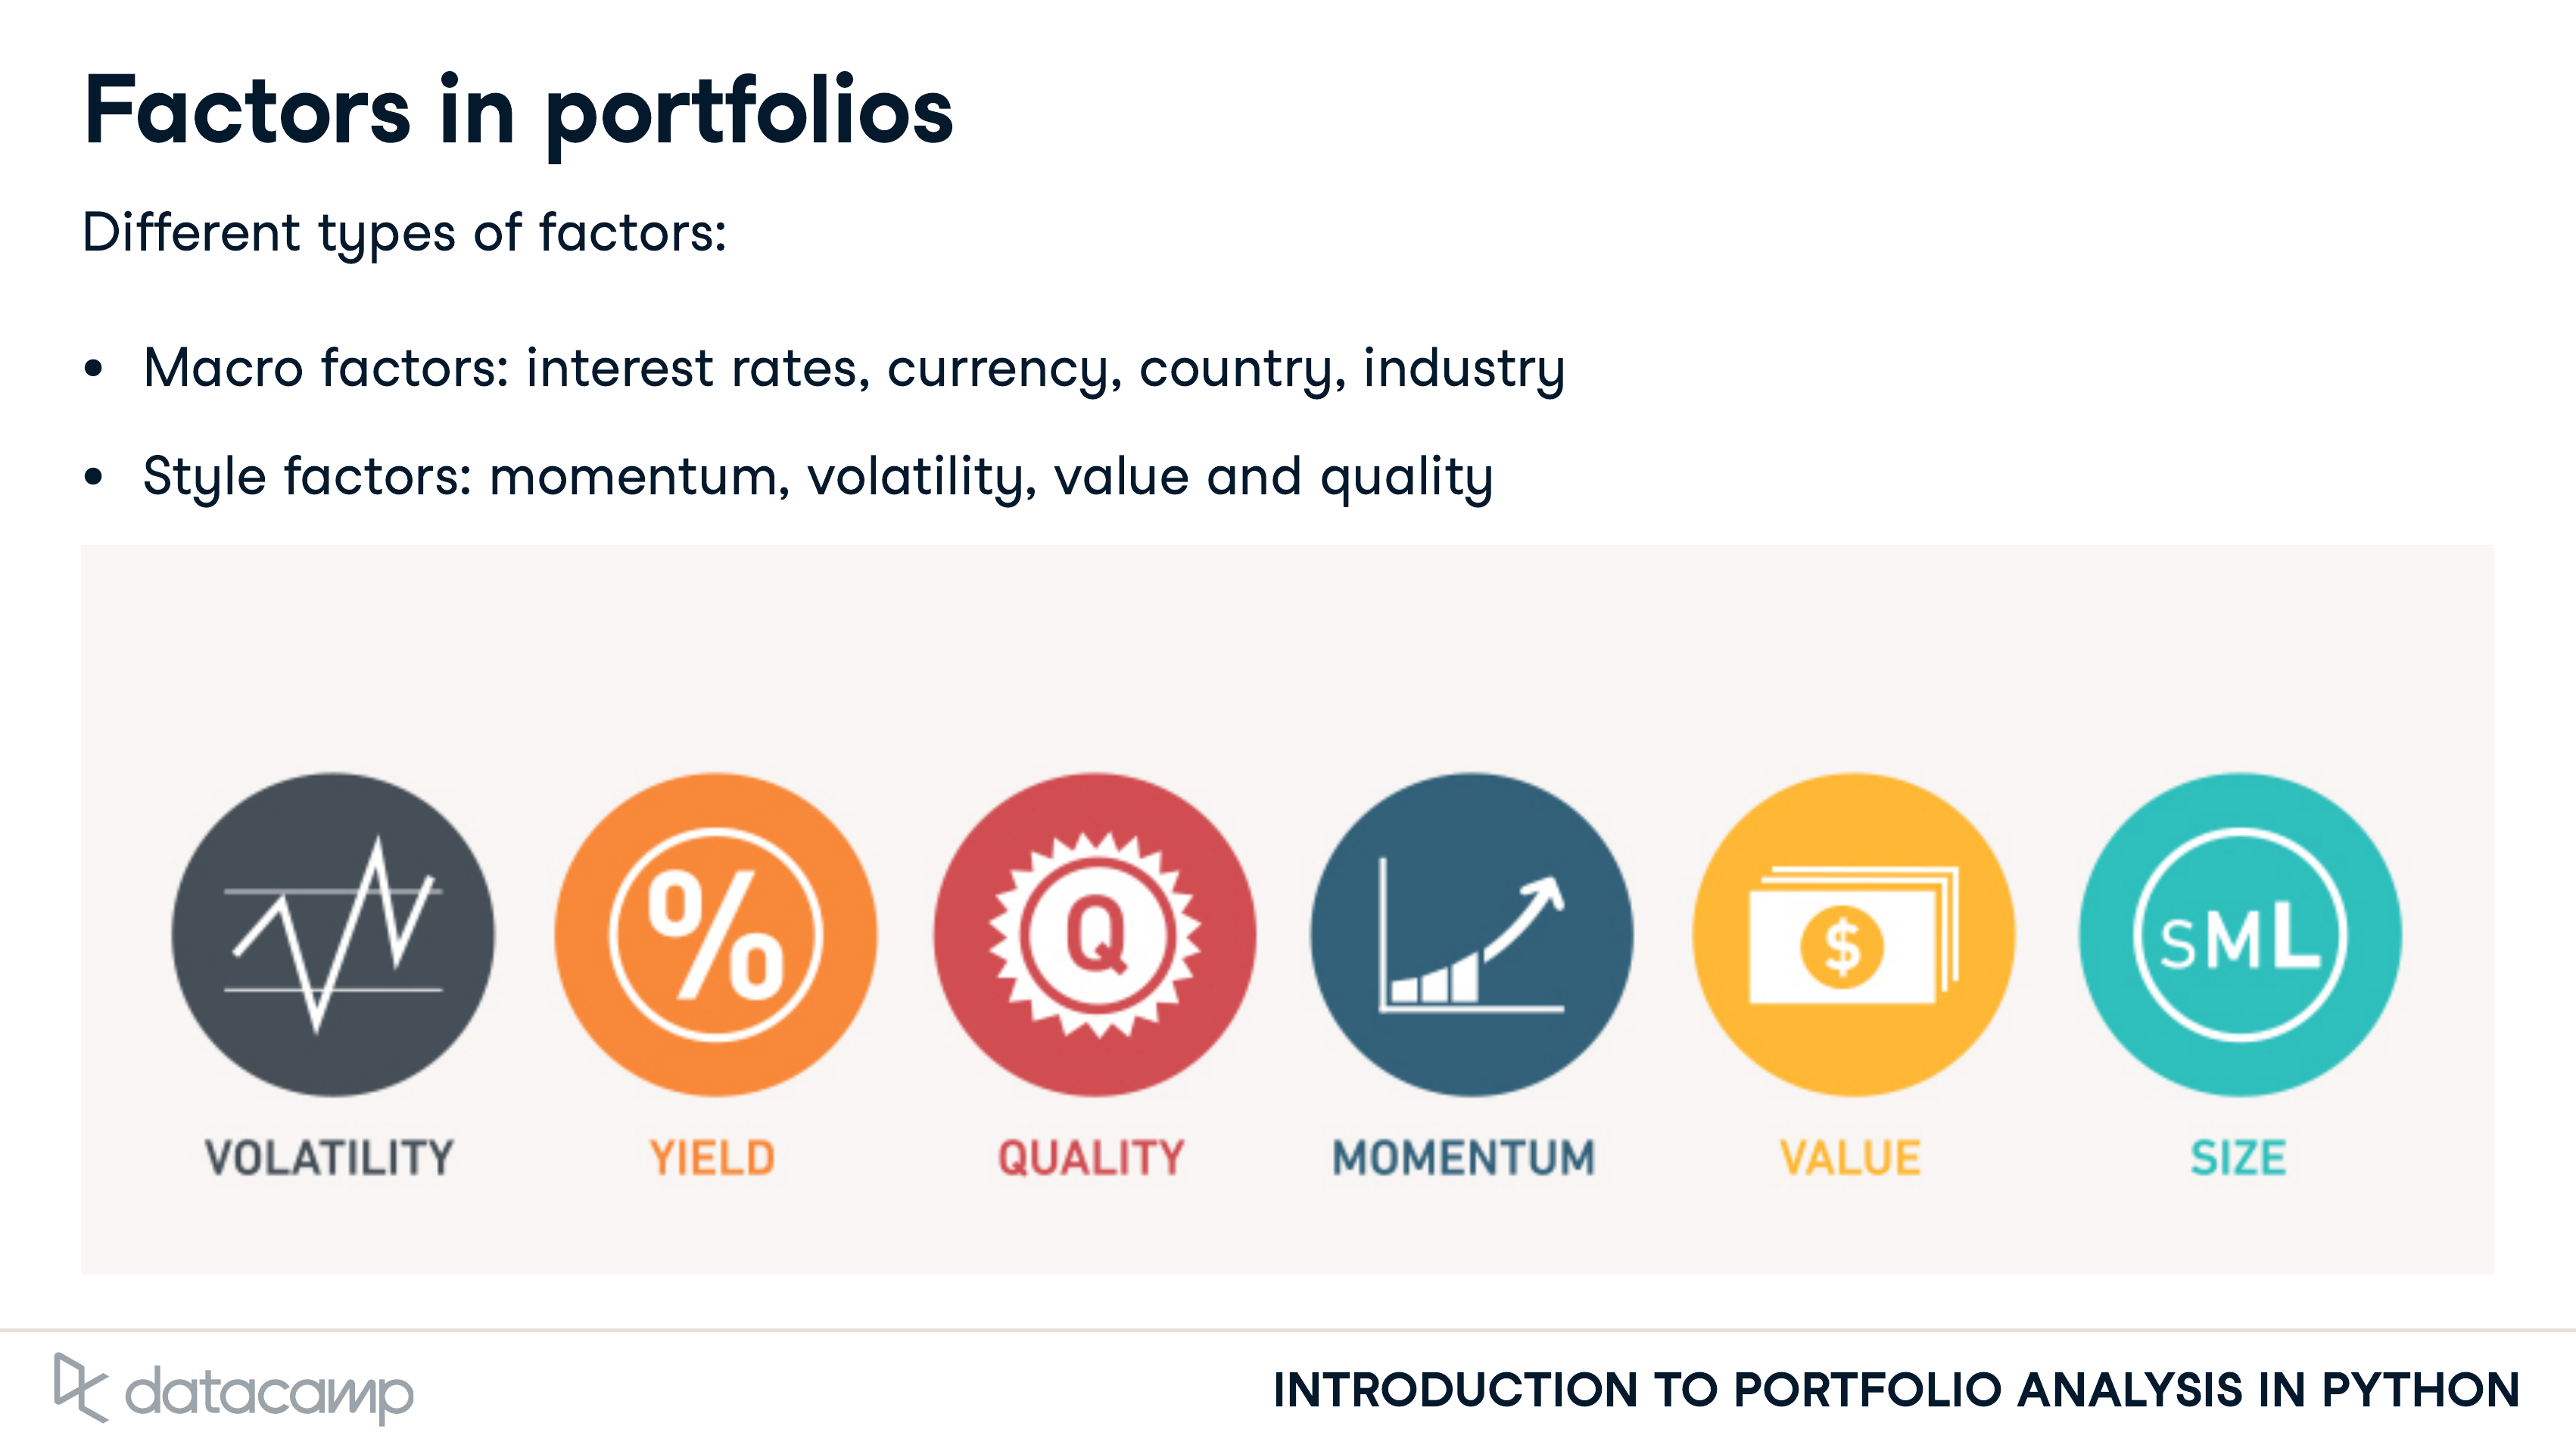 Factors in portfolios
Different types of factors:
• Macro factors: interest rates, currency, country, industry
• Style factors: momentum, volatility, value and quality
% Q $ SML
VOLATILITY YIELD QUALITY MOMENTUM VALUE SIZE
datacamp INTRODUCTION TO PORTFOLIO ANALYSIS IN PYTHON